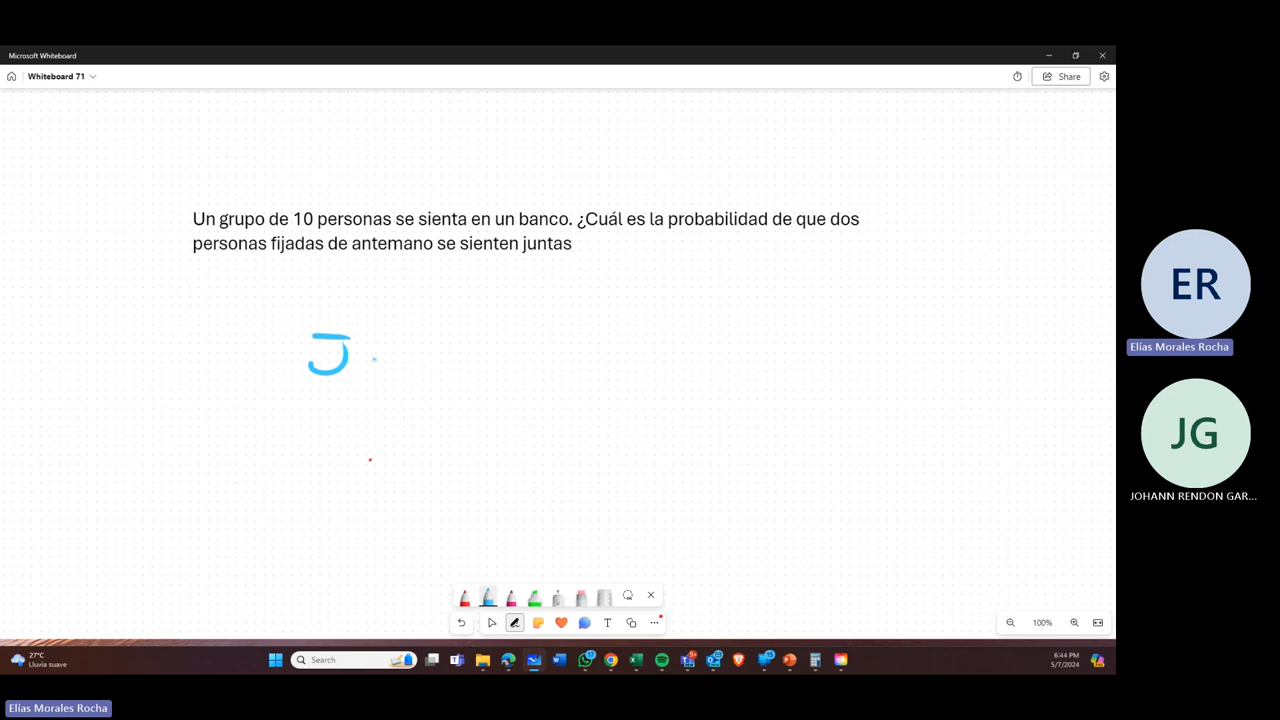 Microsoft Whiteboard
Whiteboard 71
Share
Un grupo de 10 personas se sienta en un banco. ¿Cuál es la probabilidad de que dos
personas fijadas de antemano se sienten juntas
J
ER
Elías Morales Rocha
JG
JOHANN RENDON GAR...
100%
27°C
Lluvia suave
Search
6:44 PM
5/7/2024
Elías Morales Rocha